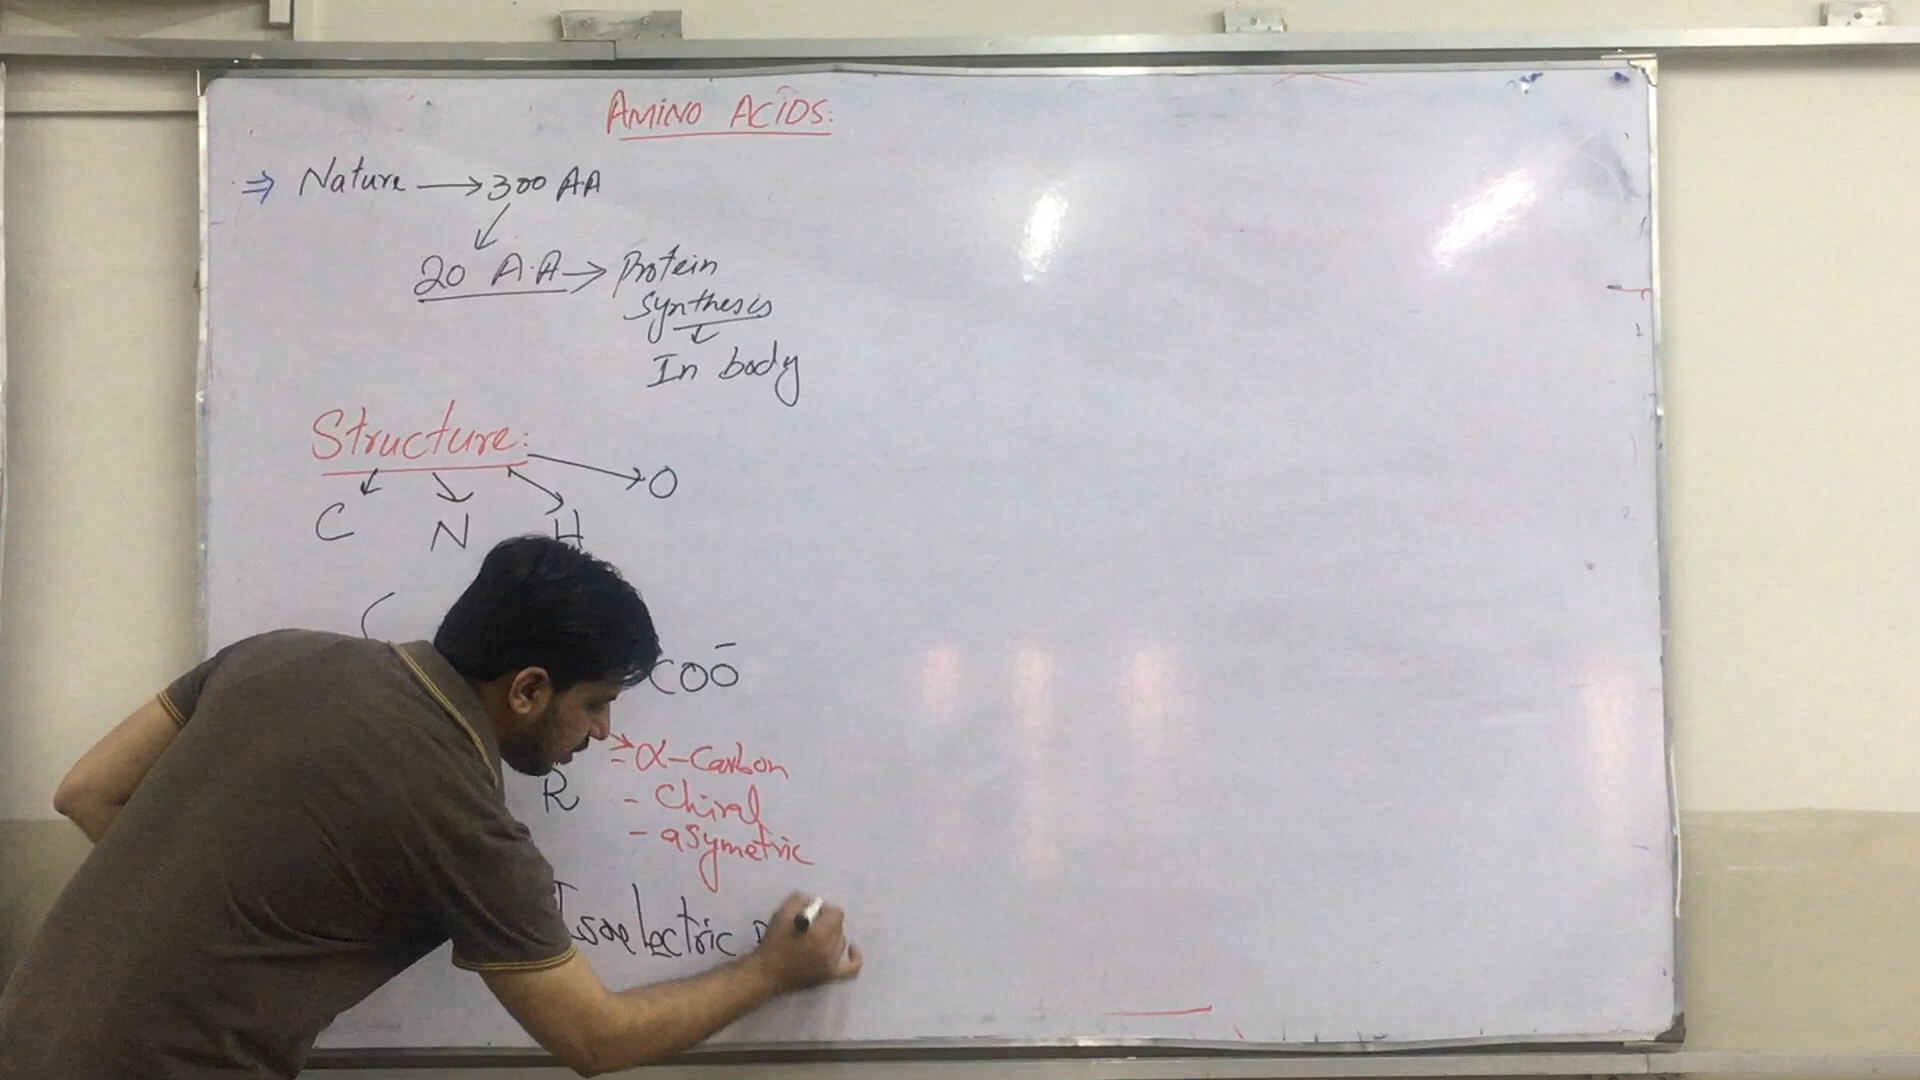 AMINO ACIDS:
⇒ Nature → 300 AA
20 A.A → Protein
Synthesis
In body
Structure:
O
C N H
COO⁻
- α-Carbon
R - Chiral
- asymetric
Isoelectric